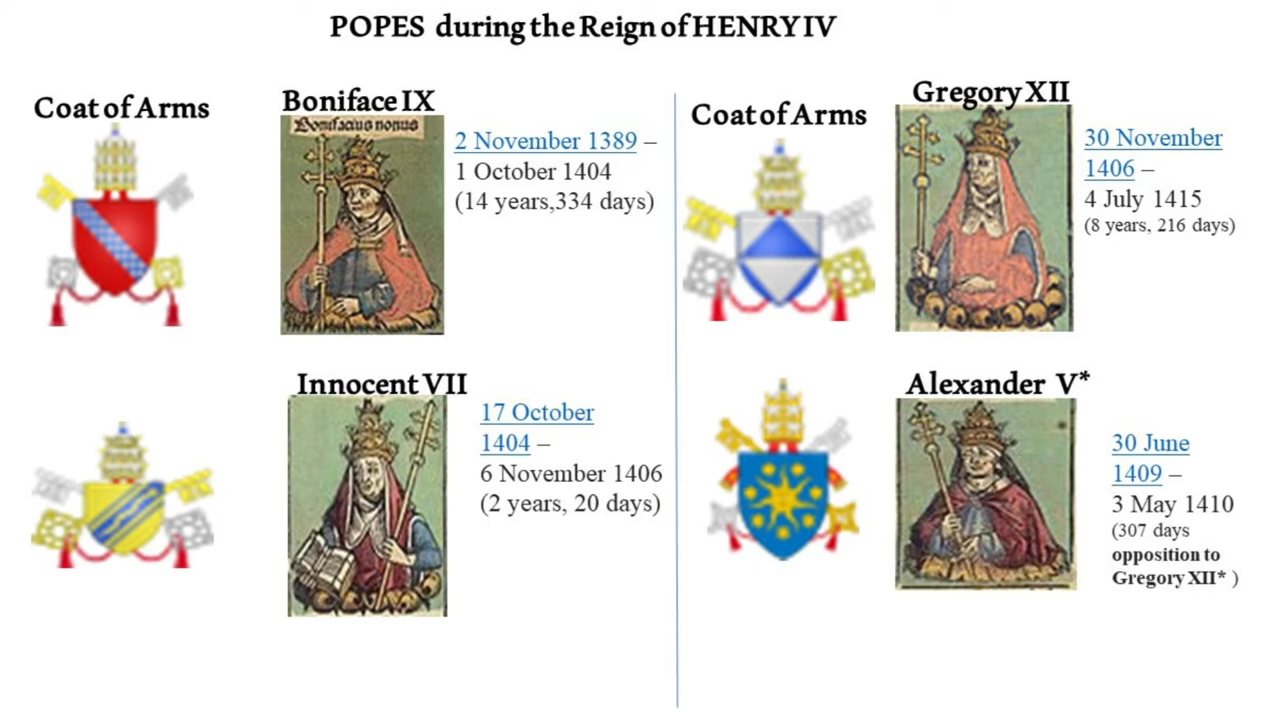 POPES during the Reign of HENRY IV
Coat of Arms
Boniface IX
Bonifacius nonus
2 November 1389 –
1 October 1404
(14 years,334 days)
Innocent VII
17 October
1404 –
6 November 1406
(2 years, 20 days)
Coat of Arms
Gregory XII
30 November
1406 –
4 July 1415
(8 years, 216 days)
Alexander V*
30 June
1409 –
3 May 1410
(307 days
opposition to
Gregory XII* )